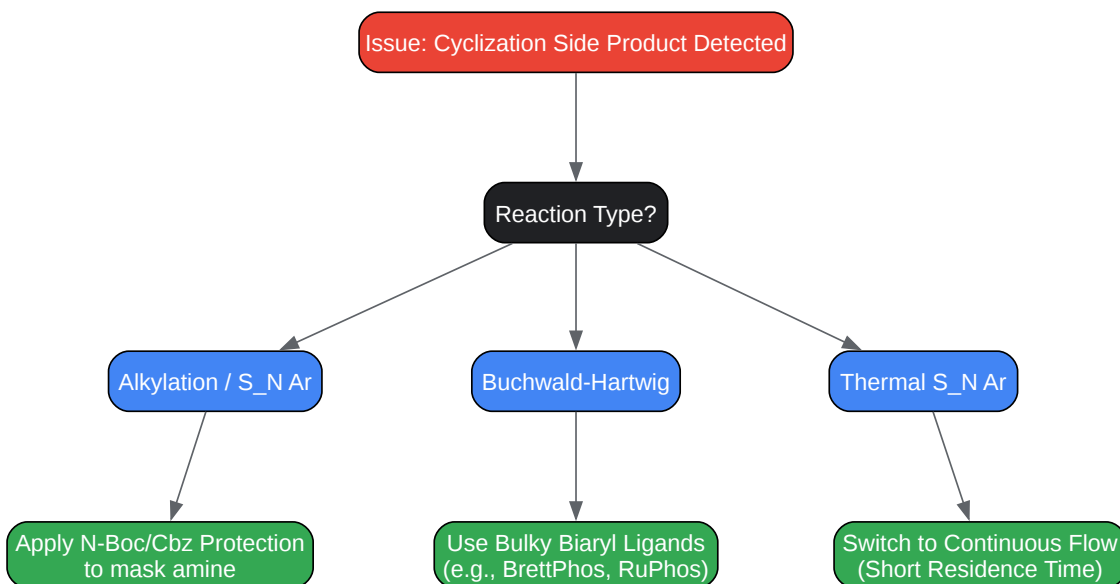 Issue: Cyclization Side Product Detected
Reaction Type?
Alkylation / S_N Ar
Buchwald-Hartwig
Thermal S_N Ar
Apply N-Boc/Cbz Protection
to mask amine
Use Bulky Biaryl Ligands
(e.g., BrettPhos, RuPhos)
Switch to Continuous Flow
(Short Residence Time)